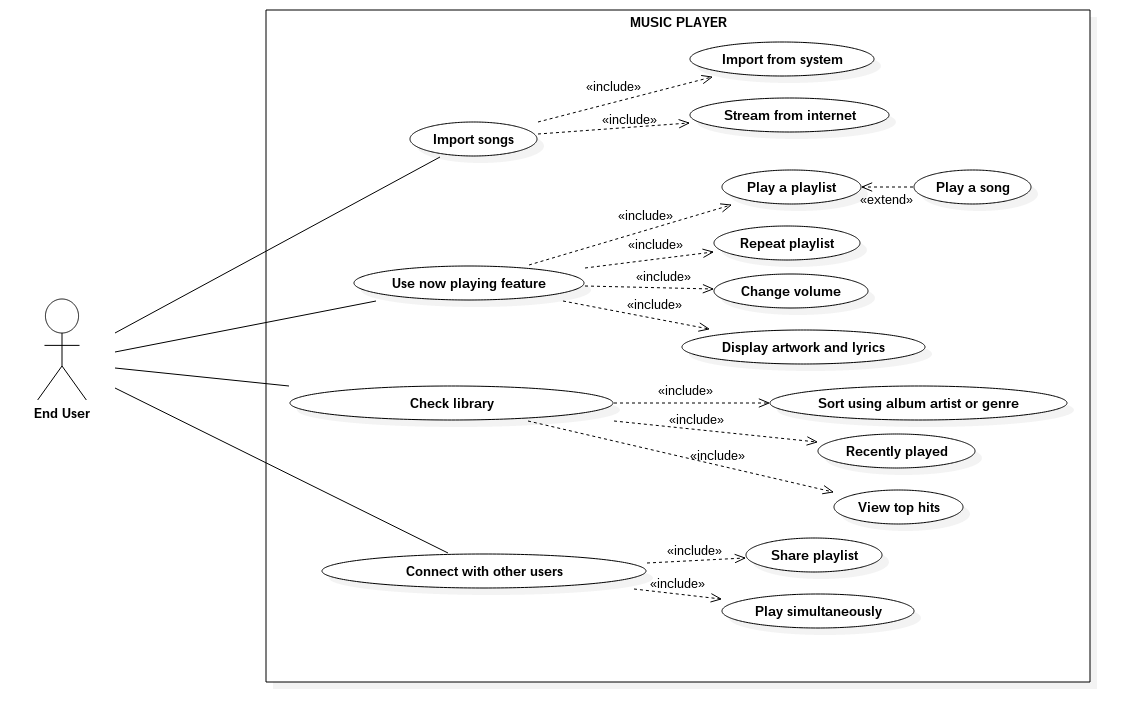 MUSIC PLAYER
Import from system
«include»
Stream from internet
«include»
Import songs
Play a playlist
Play a song
«extend»
«include»
Repeat playlist
«include»
Use now playing feature
«include»
Change volume
«include»
Display artwork and lyrics
End User
Check library
«include»
Sort using album artist or genre
«include»
Recently played
«include»
View top hits
«include»
Share playlist
Connect with other users
«include»
Play simultaneously